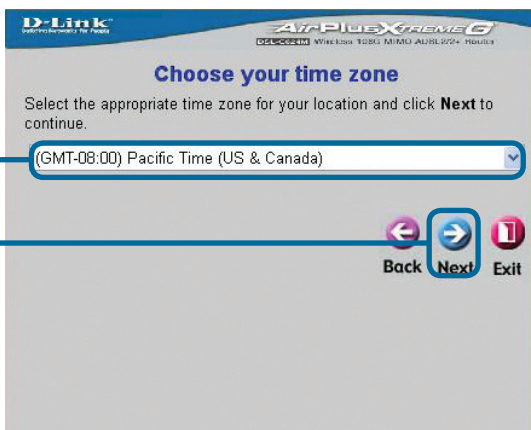 D-Link
Building Networks for People
AirPlusXtremeG
DSL-G624M Wireless 108G MIMO ADSL2/2+ Router
Choose your time zone
Select the appropriate time zone for your location and click Next to
continue.
(GMT-08:00) Pacific Time (US & Canada)
Back Next Exit